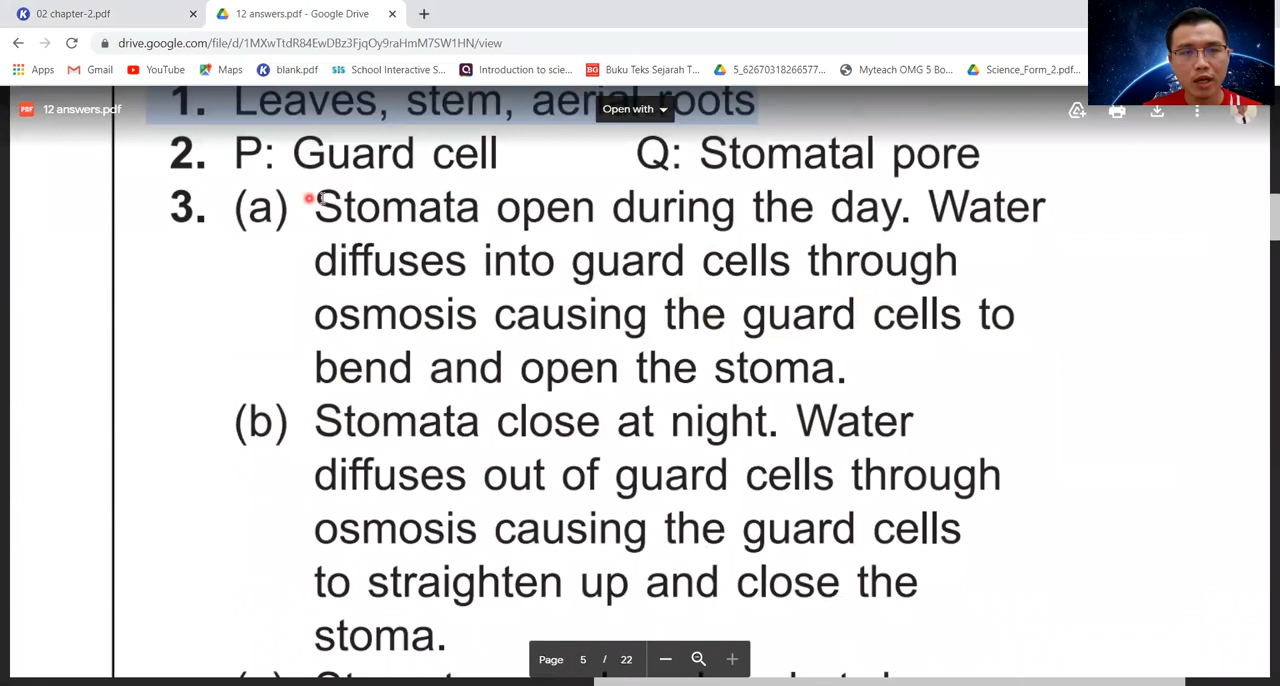 02 chapter-2.pdf
12 answers.pdf - Google Drive
drive.google.com/file/d/1MXwTtdR84EwDBz3FjqOy9raHmM7SW1HN/view
Apps Gmail YouTube Maps blank.pdf School Interactive S... Introduction to scie... Buku Teks Sejarah T... 5_62670318266577... Myteach OMG 5 Bo... Science_Form_2.pdf...
12 answers.pdf
Open with
1. Leaves, stem, aerial roots
2. P: Guard cell Q: Stomatal pore
3. (a) Stomata open during the day. Water
diffuses into guard cells through
osmosis causing the guard cells to
bend and open the stoma.
(b) Stomata close at night. Water
diffuses out of guard cells through
osmosis causing the guard cells
to straighten up and close the
stoma.
Page 5 / 22